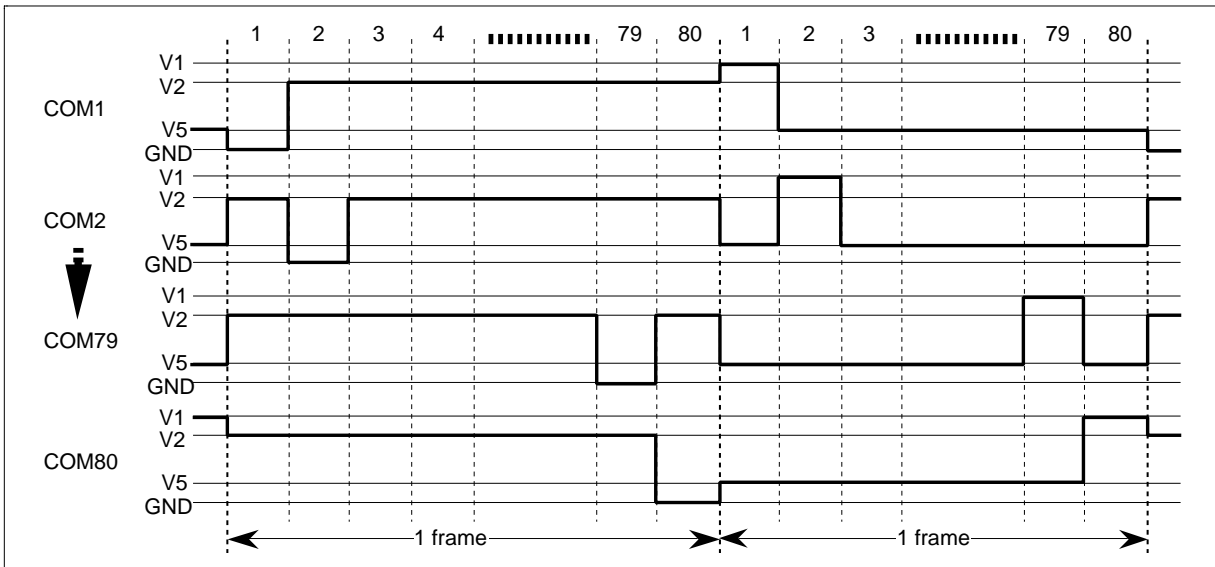 1 2 3 4 79 80 1 2 3 79 80
V1
V2
COM1
V5
GND
V1
V2
COM2
V5
GND
V1
V2
COM79
V5
GND
V1
V2
COM80
V5
GND
1 frame 1 frame